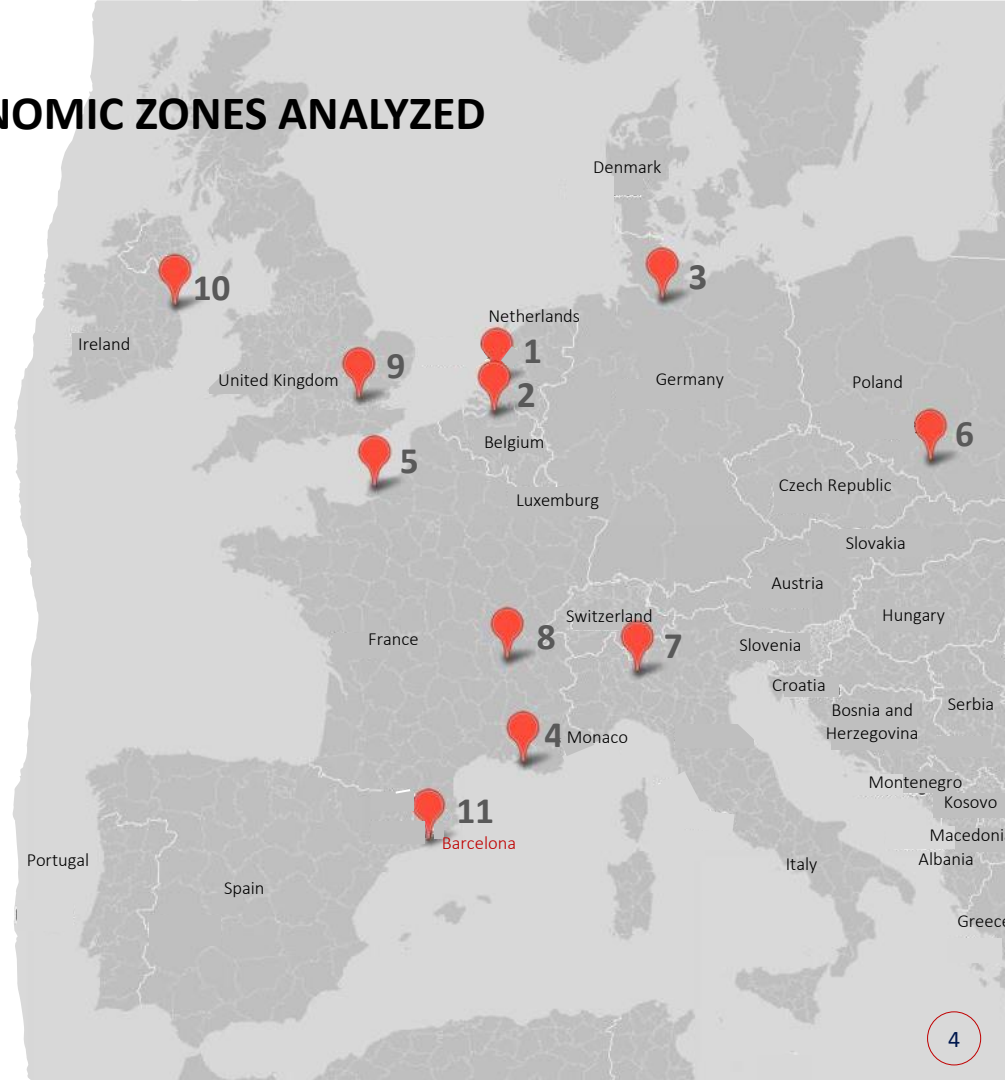 NOMIC ZONES ANALYZED
Denmark
3
10
Netherlands
Ireland
1
9
United Kingdom
2
Germany
Poland
6
Belgium
5
Czech Republic
Luxemburg
Slovakia
Austria
Switzerland
Hungary
France
8
7
Slovenia
Croatia
Serbia
Bosnia and
Herzegovina
4
Monaco
Montenegro
Kosovo
11
Macedoni
Barcelona
Albania
Portugal
Italy
Spain
Greece
4